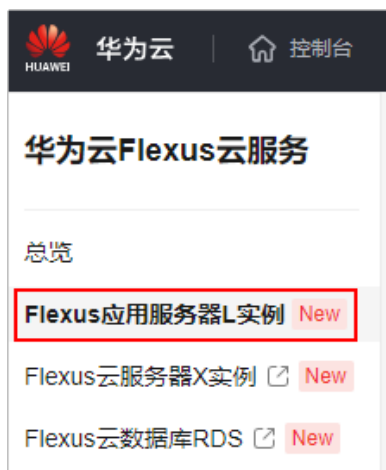 HUAWEI 华为云 控制台
华为云Flexus云服务
总览
Flexus应用服务器L实例 New
Flexus云服务器X实例 New
Flexus云数据库RDS New